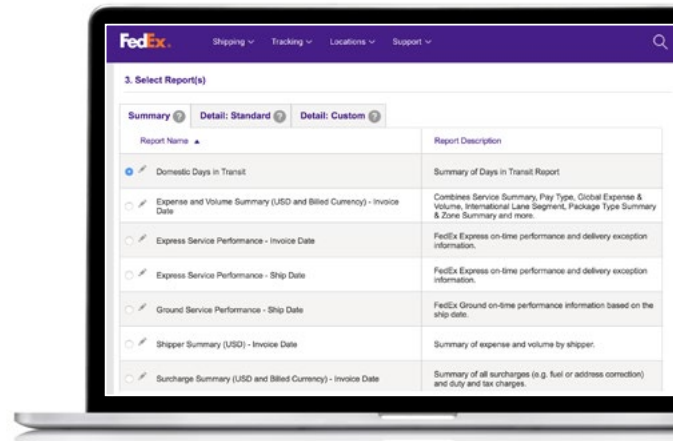 FedEx.
Shipping Tracking Locations Support
3. Select Report(s)
Summary ? Detail: Standard ? Detail: Custom ?
Report Name ▲ Report Description
Domestic Days in Transit Summary of Days in Transit Report
Expense and Volume Summary (USD and Billed Currency) - Invoice
Date
Combines Service Summary, Pay Type, Global Expense &
Volume, International Lane Segment, Package Type Summary
& Zone Summary and more.
Express Service Performance - Invoice Date
FedEx Express on-time performance and delivery exception
information.
Express Service Performance - Ship Date
FedEx Express on-time performance and delivery exception
information.
Ground Service Performance - Ship Date
FedEx Ground on-time performance information based on the
ship date.
Shipper Summary (USD) - Invoice Date Summary of expense and volume by shipper.
Surcharge Summary (USD and Billed Currency) - Invoice Date
Summary of all surcharges (e.g. fuel or address correction)
and duty and tax charges.